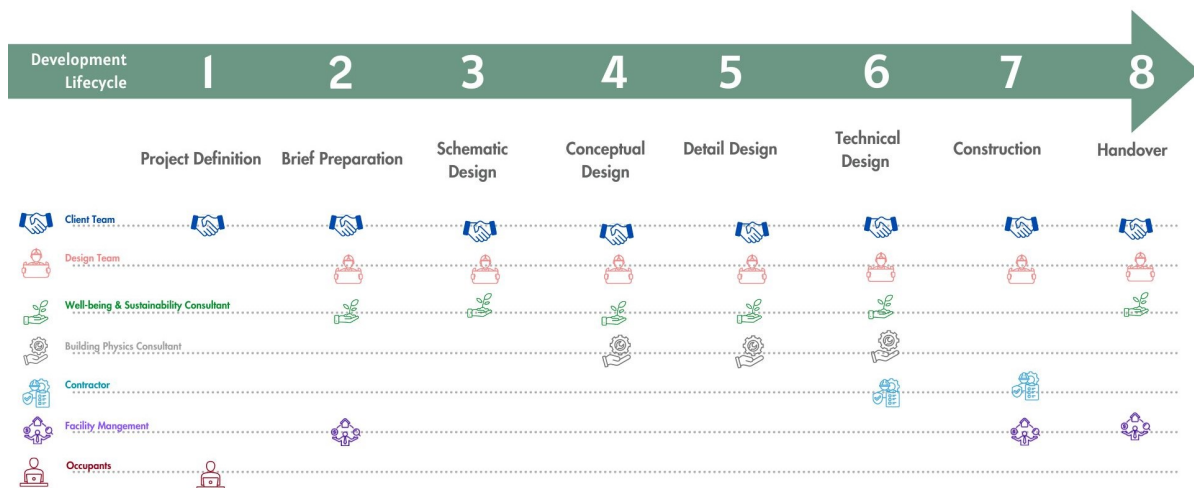 Development
Lifecycle
1
2
3
4
5
6
7
8
Project Definition
Brief Preparation
Schematic
Design
Conceptual
Design
Detail Design
Technical
Design
Construction
Handover
Client Team
Design Team
Well-being & Sustainability Consultant
Building Physics Consultant
Contractor
Facility Mangement
Occupants